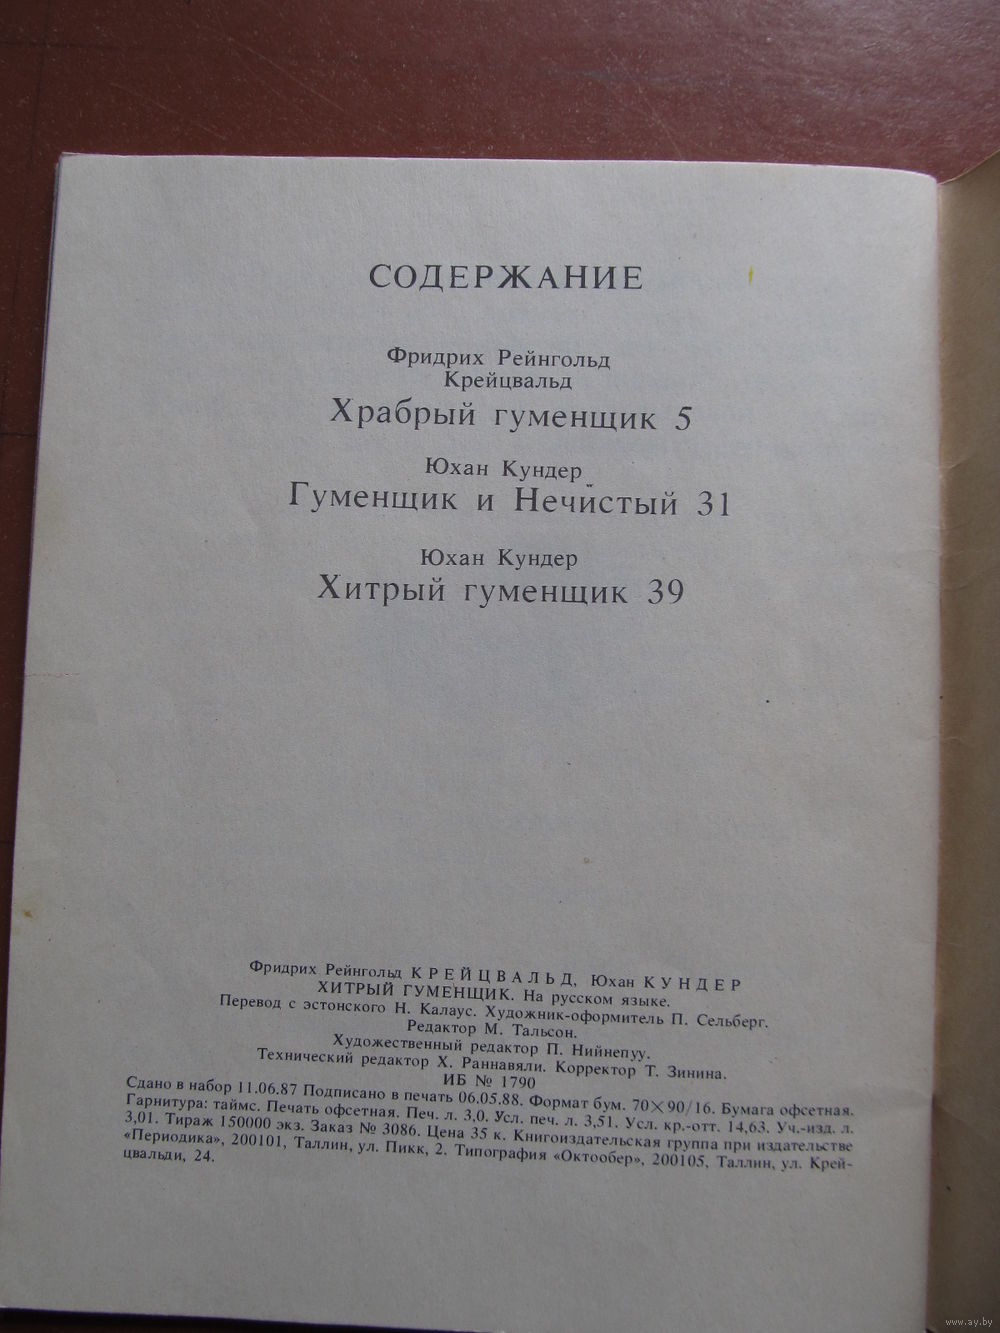 СОДЕРЖАНИЕ
Фридрих Рейнгольд
Крейцвальд
Храбрый гуменщик 5
Юхан Кундер
Гуменщик и Нечистый 31
Юхан Кундер
Хитрый гуменщик 39
Фридрих Рейнгольд КРЕЙЦВАЛЬД, Юхан КУНДЕР
ХИТРЫЙ ГУМЕНЩИК. На русском языке.
Перевод с эстонского Н. Калаус. Художник-оформитель П. Сельберг.
Редактор М. Тальсон.
Художественный редактор П. Нийнепуу.
Технический редактор Х. Раннавяли. Корректор Т. Зинина.
ИБ № 1790
Сдано в набор 11.06.87 Подписано в печать 06.05.88. Формат бум. 70×90/16. Бумага офсетная.
Гарнитура: таймс. Печать офсетная. Печ. л. 3,0. Усл. печ. л. 3,51. Усл. кр.-отт. 14,63. Уч.-изд. л.
3,01. Тираж 150000 экз. Заказ № 3086. Цена 35 к. Книгоиздательская группа при издательстве
«Периодика», 200101, Таллин, ул. Пикк, 2. Типография «Октообер», 200105, Таллин, ул. Крей-
цвальди, 24.
www.ay.by